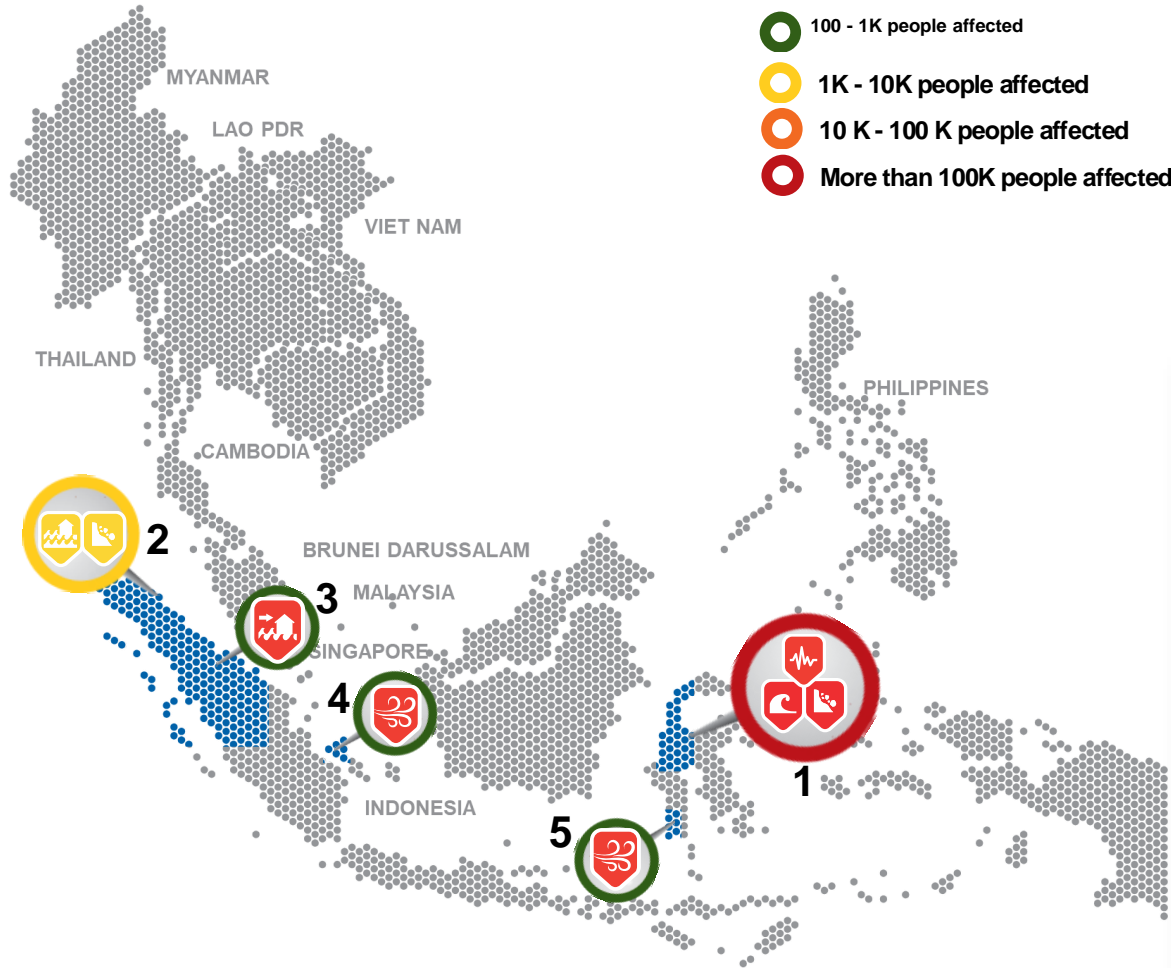 100 - 1K people affected
1K - 10K people affected
10 K - 100 K people affected
More than 100K people affected
MYANMAR
LAO PDR
VIET NAM
THAILAND
PHILIPPINES
CAMBODIA
2
BRUNEI DARUSSALAM
3
MALAYSIA
SINGAPORE
4
1
INDONESIA
5